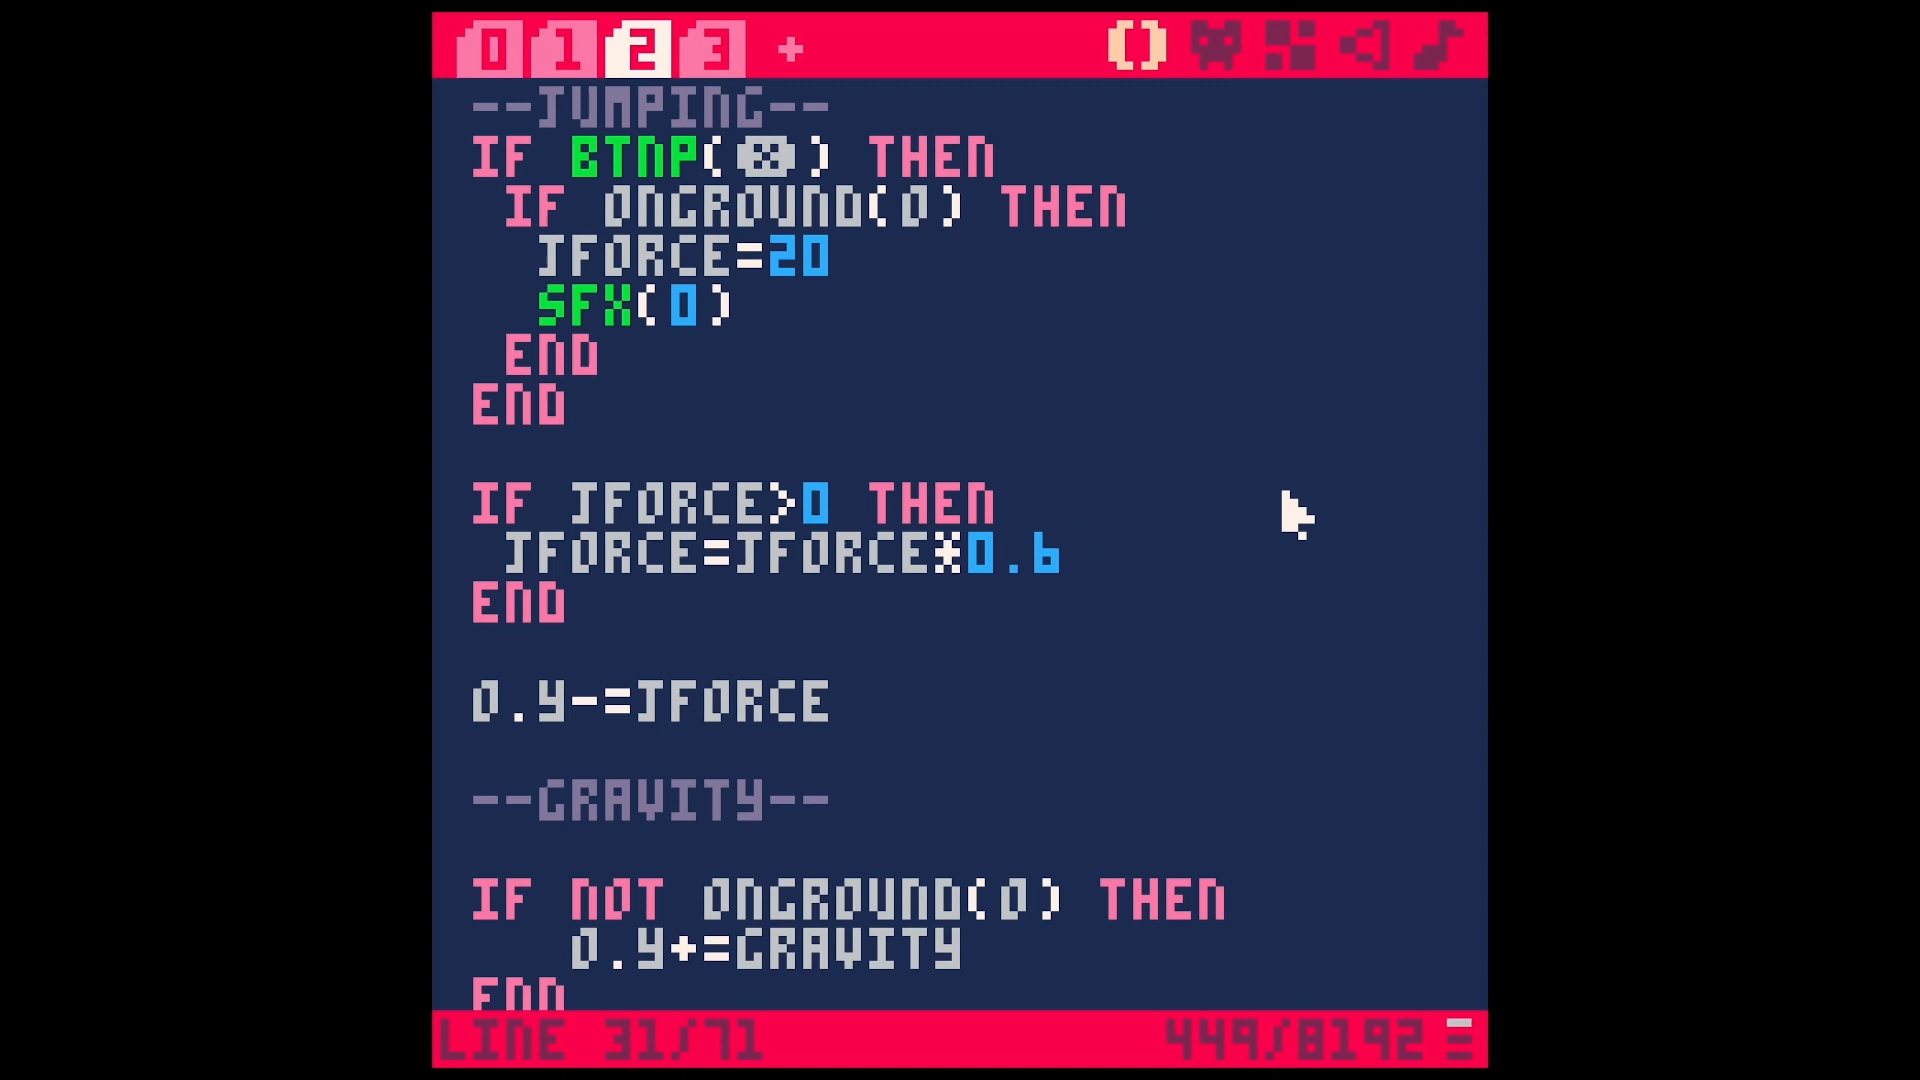 0 1 2 3 +
--JUMPING--
IF BTNP(❎) THEN
IF ONGROUND(O) THEN
JFORCE=20
SFX(0)
END
END
IF JFORCE>0 THEN
JFORCE=JFORCE*0.6
END
O.Y-=JFORCE
--GRAVITY--
IF NOT ONGROUND(O) THEN
O.Y+=GRAVITY
END
LINE 31/71 449/8192